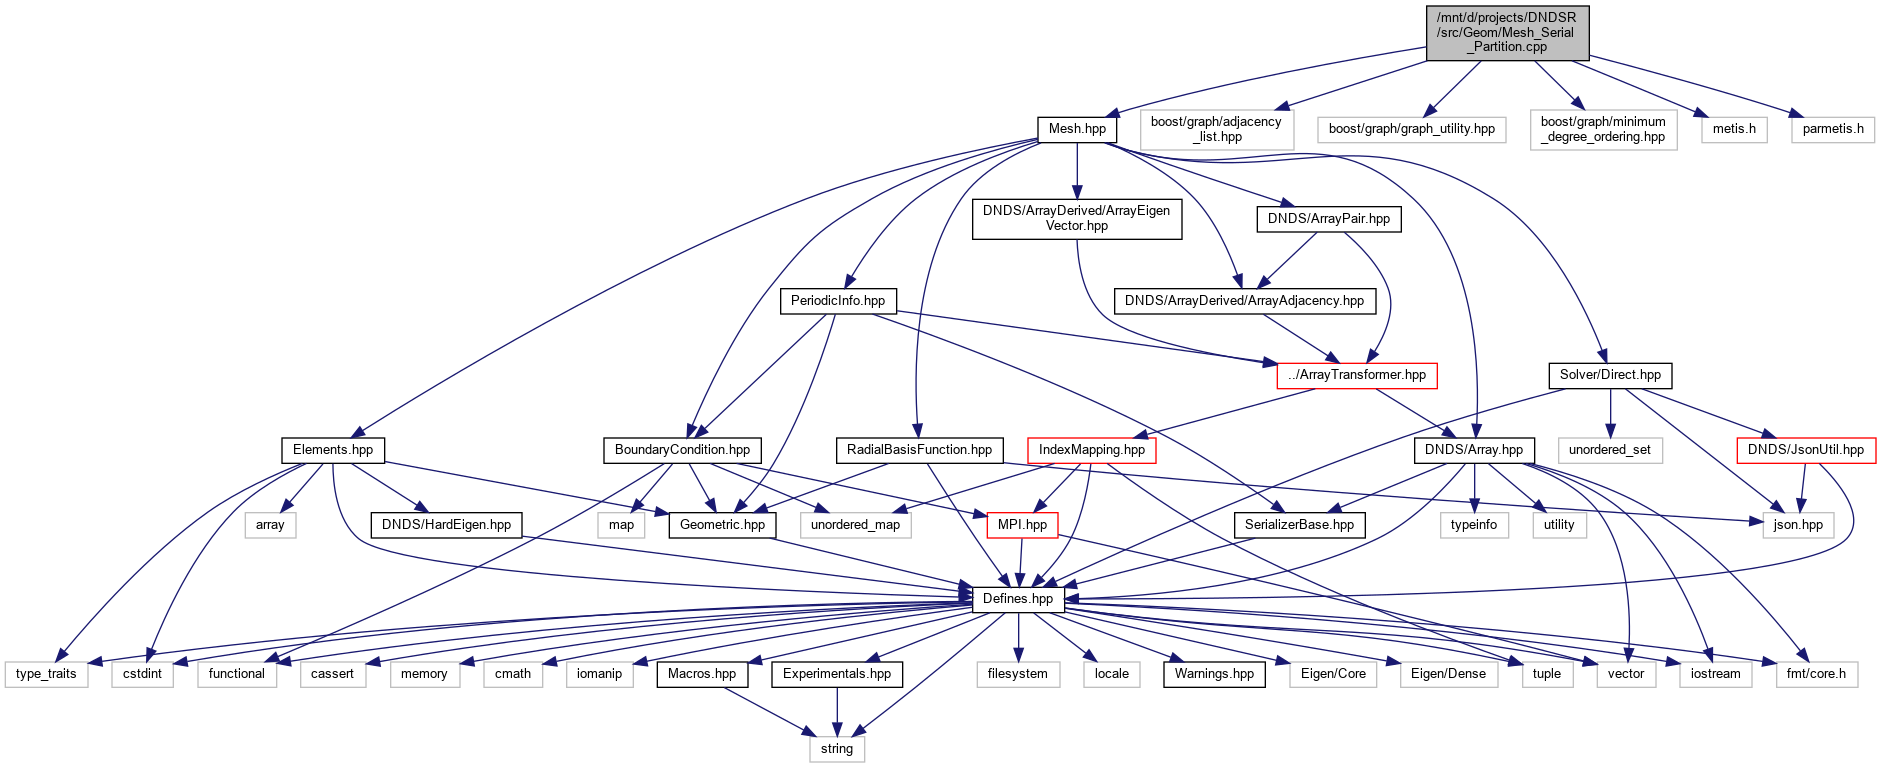 /mnt/d/projects/DNDSR
/src/Geom/Mesh_Serial
_Partition.cpp
Mesh.hpp
boost/graph/adjacency
_list.hpp
boost/graph/graph_utility.hpp
boost/graph/minimum
_degree_ordering.hpp
metis.h
parmetis.h
DNDS/ArrayDerived/ArrayEigen
Vector.hpp
DNDS/ArrayPair.hpp
PeriodicInfo.hpp
DNDS/ArrayDerived/ArrayAdjacency.hpp
../ArrayTransformer.hpp
Solver/Direct.hpp
Elements.hpp
BoundaryCondition.hpp
RadialBasisFunction.hpp
IndexMapping.hpp
DNDS/Array.hpp
unordered_set
DNDS/JsonUtil.hpp
array
DNDS/HardEigen.hpp
map
Geometric.hpp
unordered_map
MPI.hpp
SerializerBase.hpp
typeinfo
utility
json.hpp
Defines.hpp
type_traits
cstdint
functional
cassert
memory
cmath
iomanip
Macros.hpp
Experimentals.hpp
filesystem
locale
Warnings.hpp
Eigen/Core
Eigen/Dense
tuple
vector
iostream
fmt/core.h
string